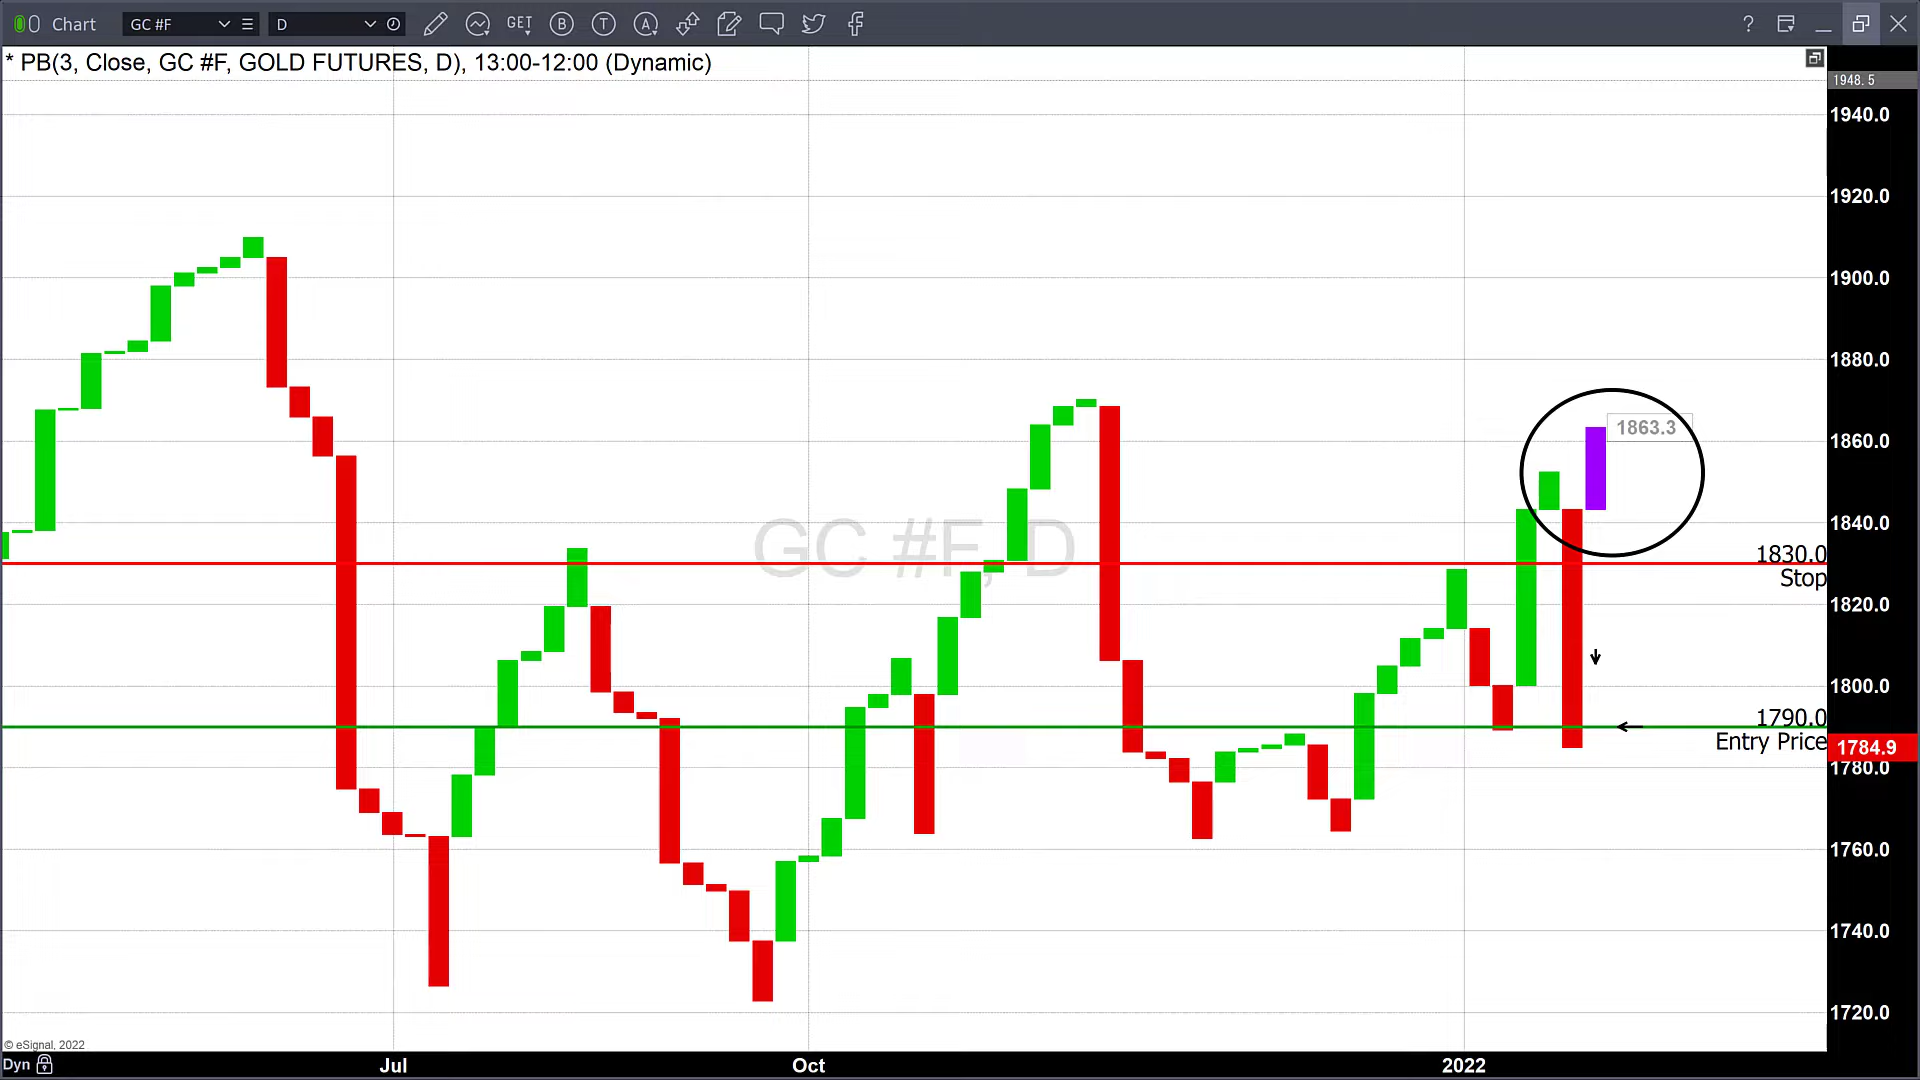 Chart GC #F D GET B T A ?
* PB(3, Close, GC #F, GOLD FUTURES, D), 13:00-12:00 (Dynamic)
1948.5
1940.0
1920.0
1900.0
1880.0
1863.3
1860.0
1840.0
GC #F, D
1830.0
Stop
1820.0
1800.0
1790.0
Entry Price
1784.9
1780.0
1760.0
1740.0
1720.0
© eSignal, 2022
Dyn Jul Oct 2022